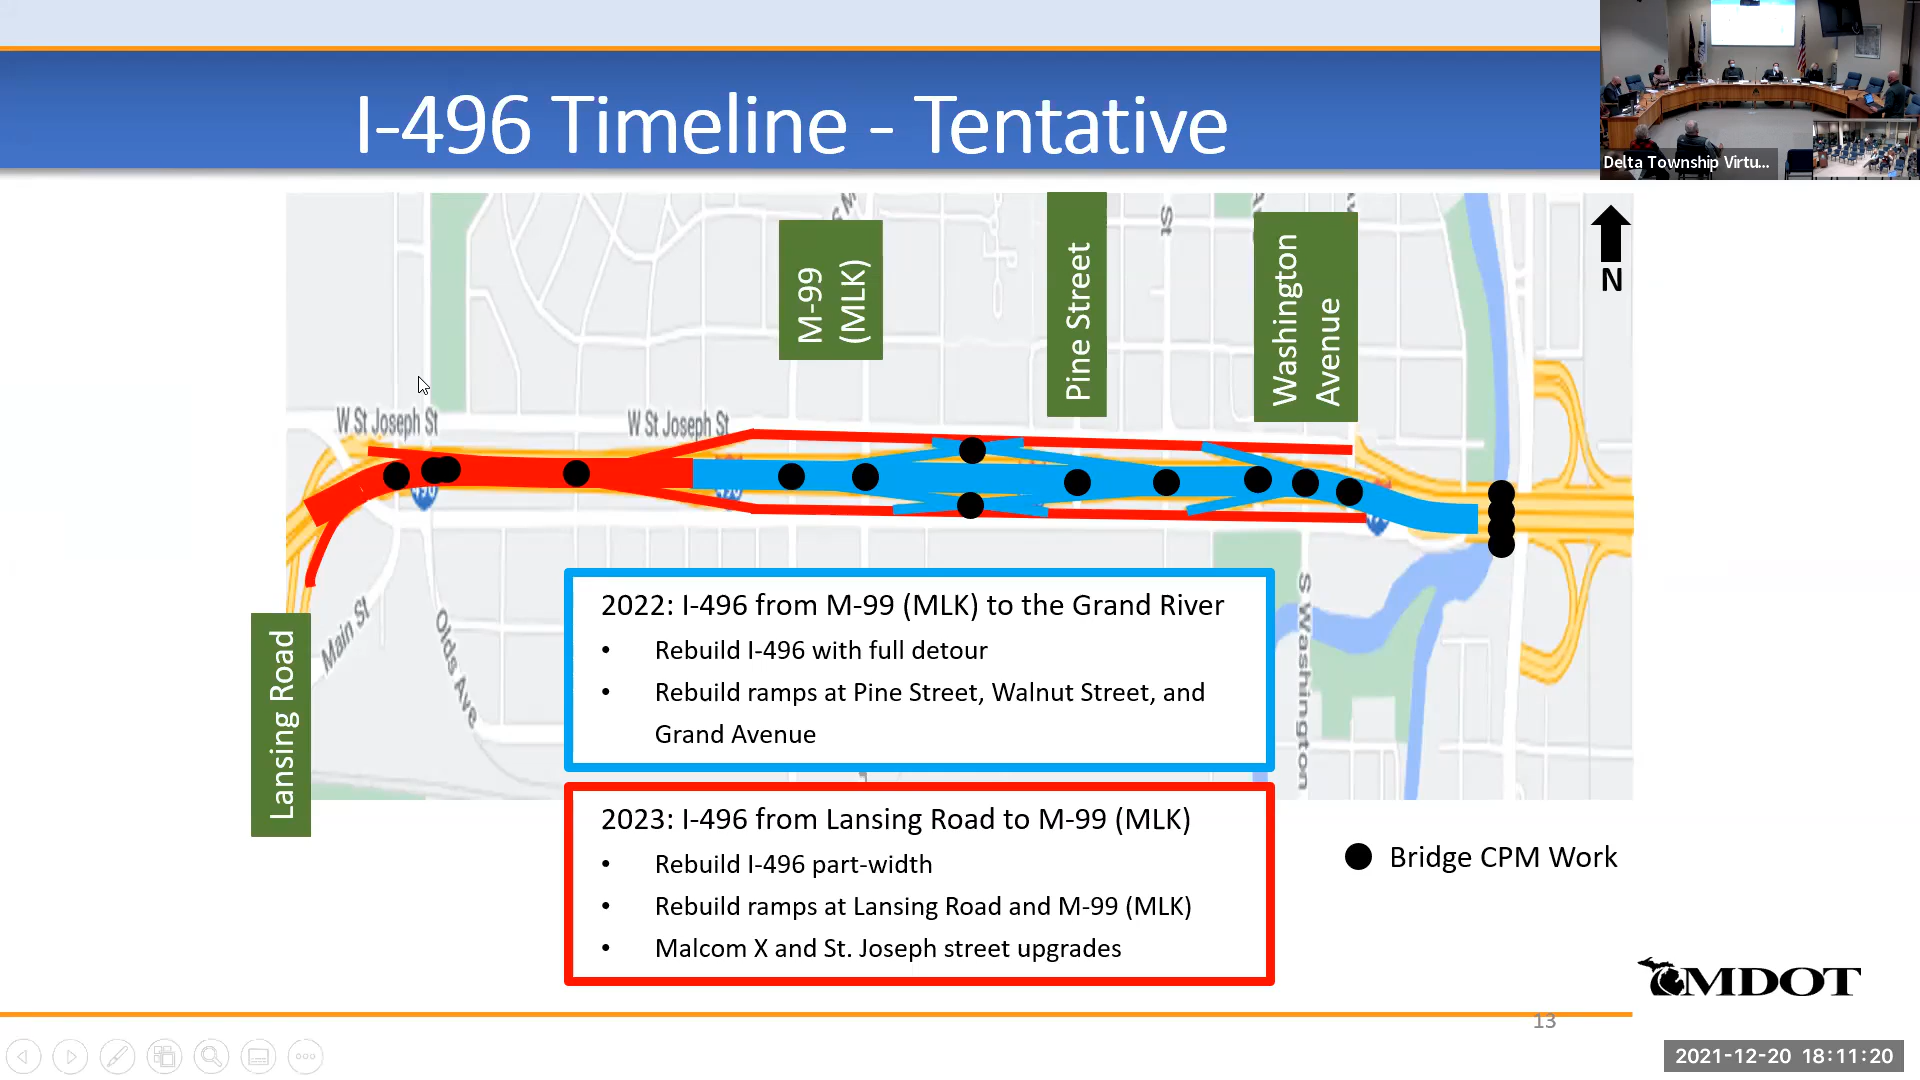 I-496 Timeline - Tentative
Delta Township Virtu...
M-99
(MLK)
Pine Street
Washington
Avenue
St
N
W St Joseph St
W St Joseph St
Lansing Road
Main St
Olds Ave
S Washington
2022: I-496 from M-99 (MLK) to the Grand River
• Rebuild I-496 with full detour
• Rebuild ramps at Pine Street, Walnut Street, and
Grand Avenue
2023: I-496 from Lansing Road to M-99 (MLK)
• Rebuild I-496 part-width
• Rebuild ramps at Lansing Road and M-99 (MLK)
• Malcom X and St. Joseph street upgrades
Bridge CPM Work
MDOT
13
2021-12-20 18:11:20